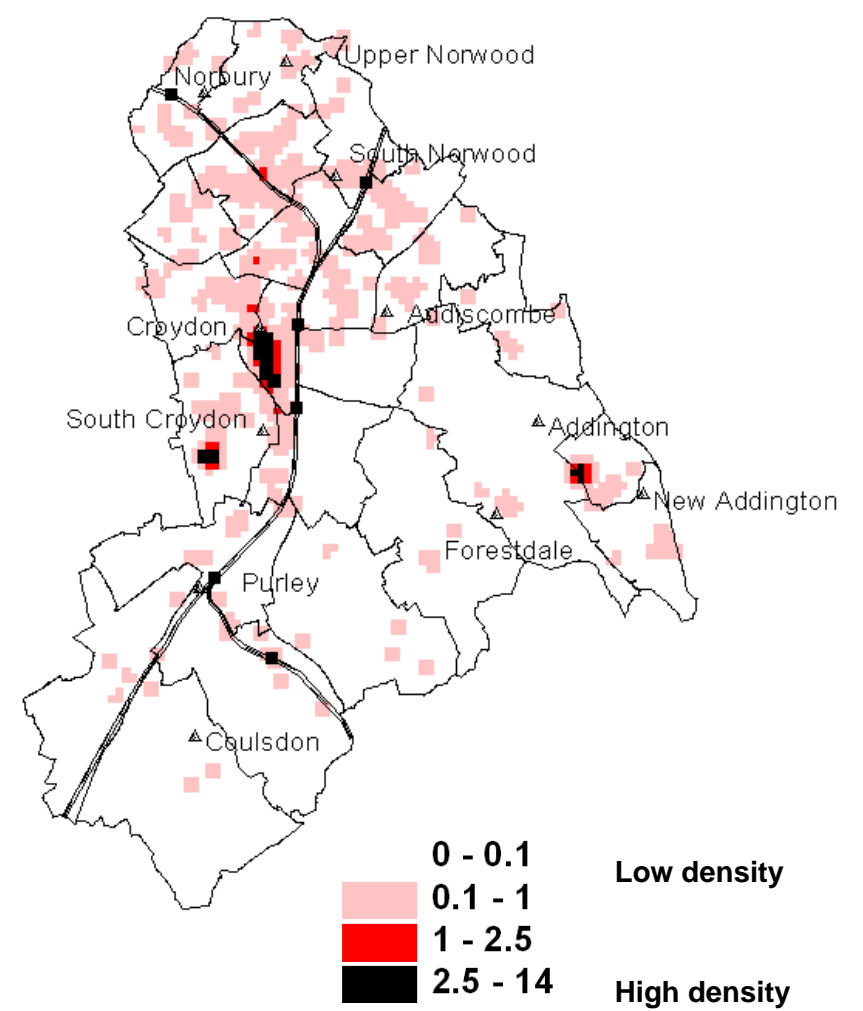 Upper Norwood
Norbury
South Norwood
Addiscombe
Croydon
South Croydon
Addington
New Addington
Forestdale
Purley
Coulsdon
0 - 0.1
Low density
0.1 - 1
1 - 2.5
2.5 - 14
High density